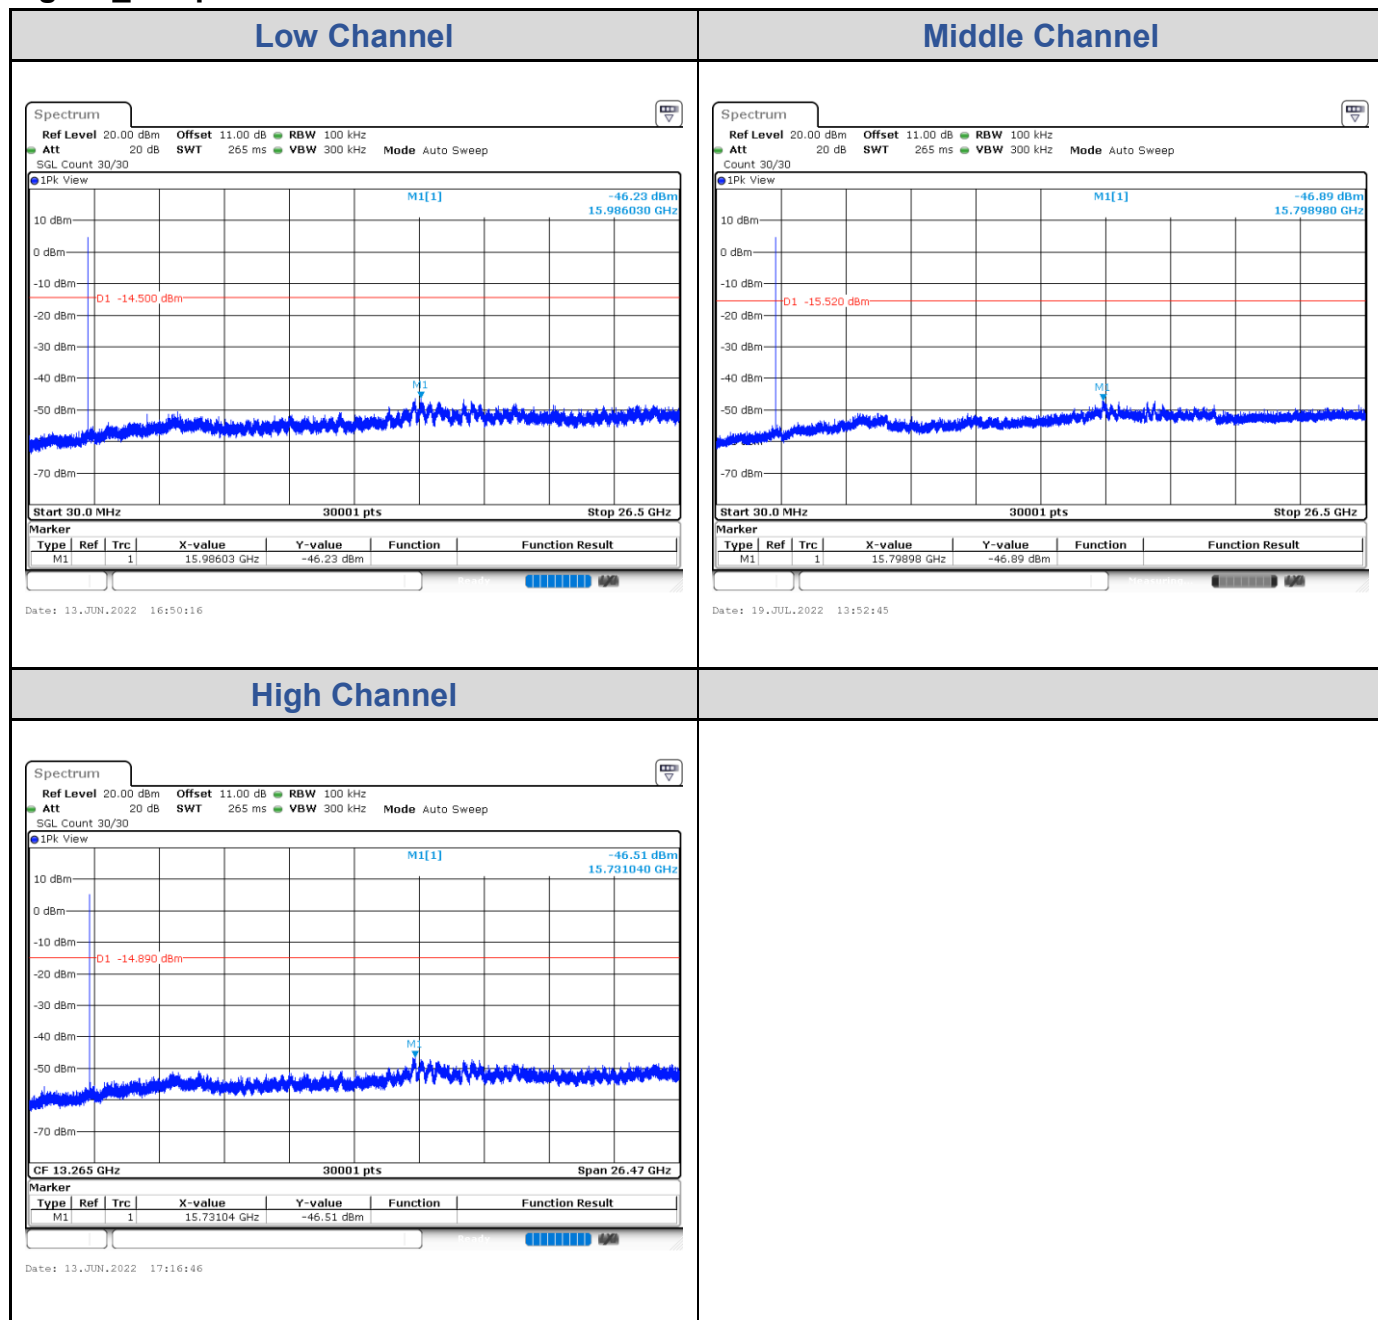 Low Channel
Middle Channel
Spectrum
Ref Level 20.00 dBm Offset 11.00 dB RBW 100 kHz
Att 20 dB SWT 265 ms VBW 300 kHz Mode Auto Sweep
SGL Count 30/30
1Pk View
M1[1] -46.23 dBm
15.986030 GHz
10 dBm
0 dBm
-10 dBm
D1 -14.500 dBm
-20 dBm
-30 dBm
-40 dBm
M1
-50 dBm
-70 dBm
Start 30.0 MHz 30001 pts Stop 26.5 GHz
Marker
Type Ref Trc X-value Y-value Function Function Result
M1 1 15.98603 GHz -46.23 dBm
Ready
Date: 13.JUN.2022 16:50:16
Spectrum
Ref Level 20.00 dBm Offset 11.00 dB RBW 100 kHz
Att 20 dB SWT 265 ms VBW 300 kHz Mode Auto Sweep
Count 30/30
1Pk View
M1[1] -46.89 dBm
15.798980 GHz
10 dBm
0 dBm
-10 dBm
D1 -15.520 dBm
-20 dBm
-30 dBm
-40 dBm
M1
-50 dBm
-70 dBm
Start 30.0 MHz 30001 pts Stop 26.5 GHz
Marker
Type Ref Trc X-value Y-value Function Function Result
M1 1 15.79898 GHz -46.89 dBm
Measuring
Date: 19.JUL.2022 13:52:45
High Channel
Spectrum
Ref Level 20.00 dBm Offset 11.00 dB RBW 100 kHz
Att 20 dB SWT 265 ms VBW 300 kHz Mode Auto Sweep
SGL Count 30/30
1Pk View
M1[1] -46.51 dBm
15.731040 GHz
10 dBm
0 dBm
-10 dBm
D1 -14.890 dBm
-20 dBm
-30 dBm
-40 dBm
M1
-50 dBm
-70 dBm
CF 13.265 GHz 30001 pts Span 26.47 GHz
Marker
Type Ref Trc X-value Y-value Function Function Result
M1 1 15.73104 GHz -46.51 dBm
Ready
Date: 13.JUN.2022 17:16:46